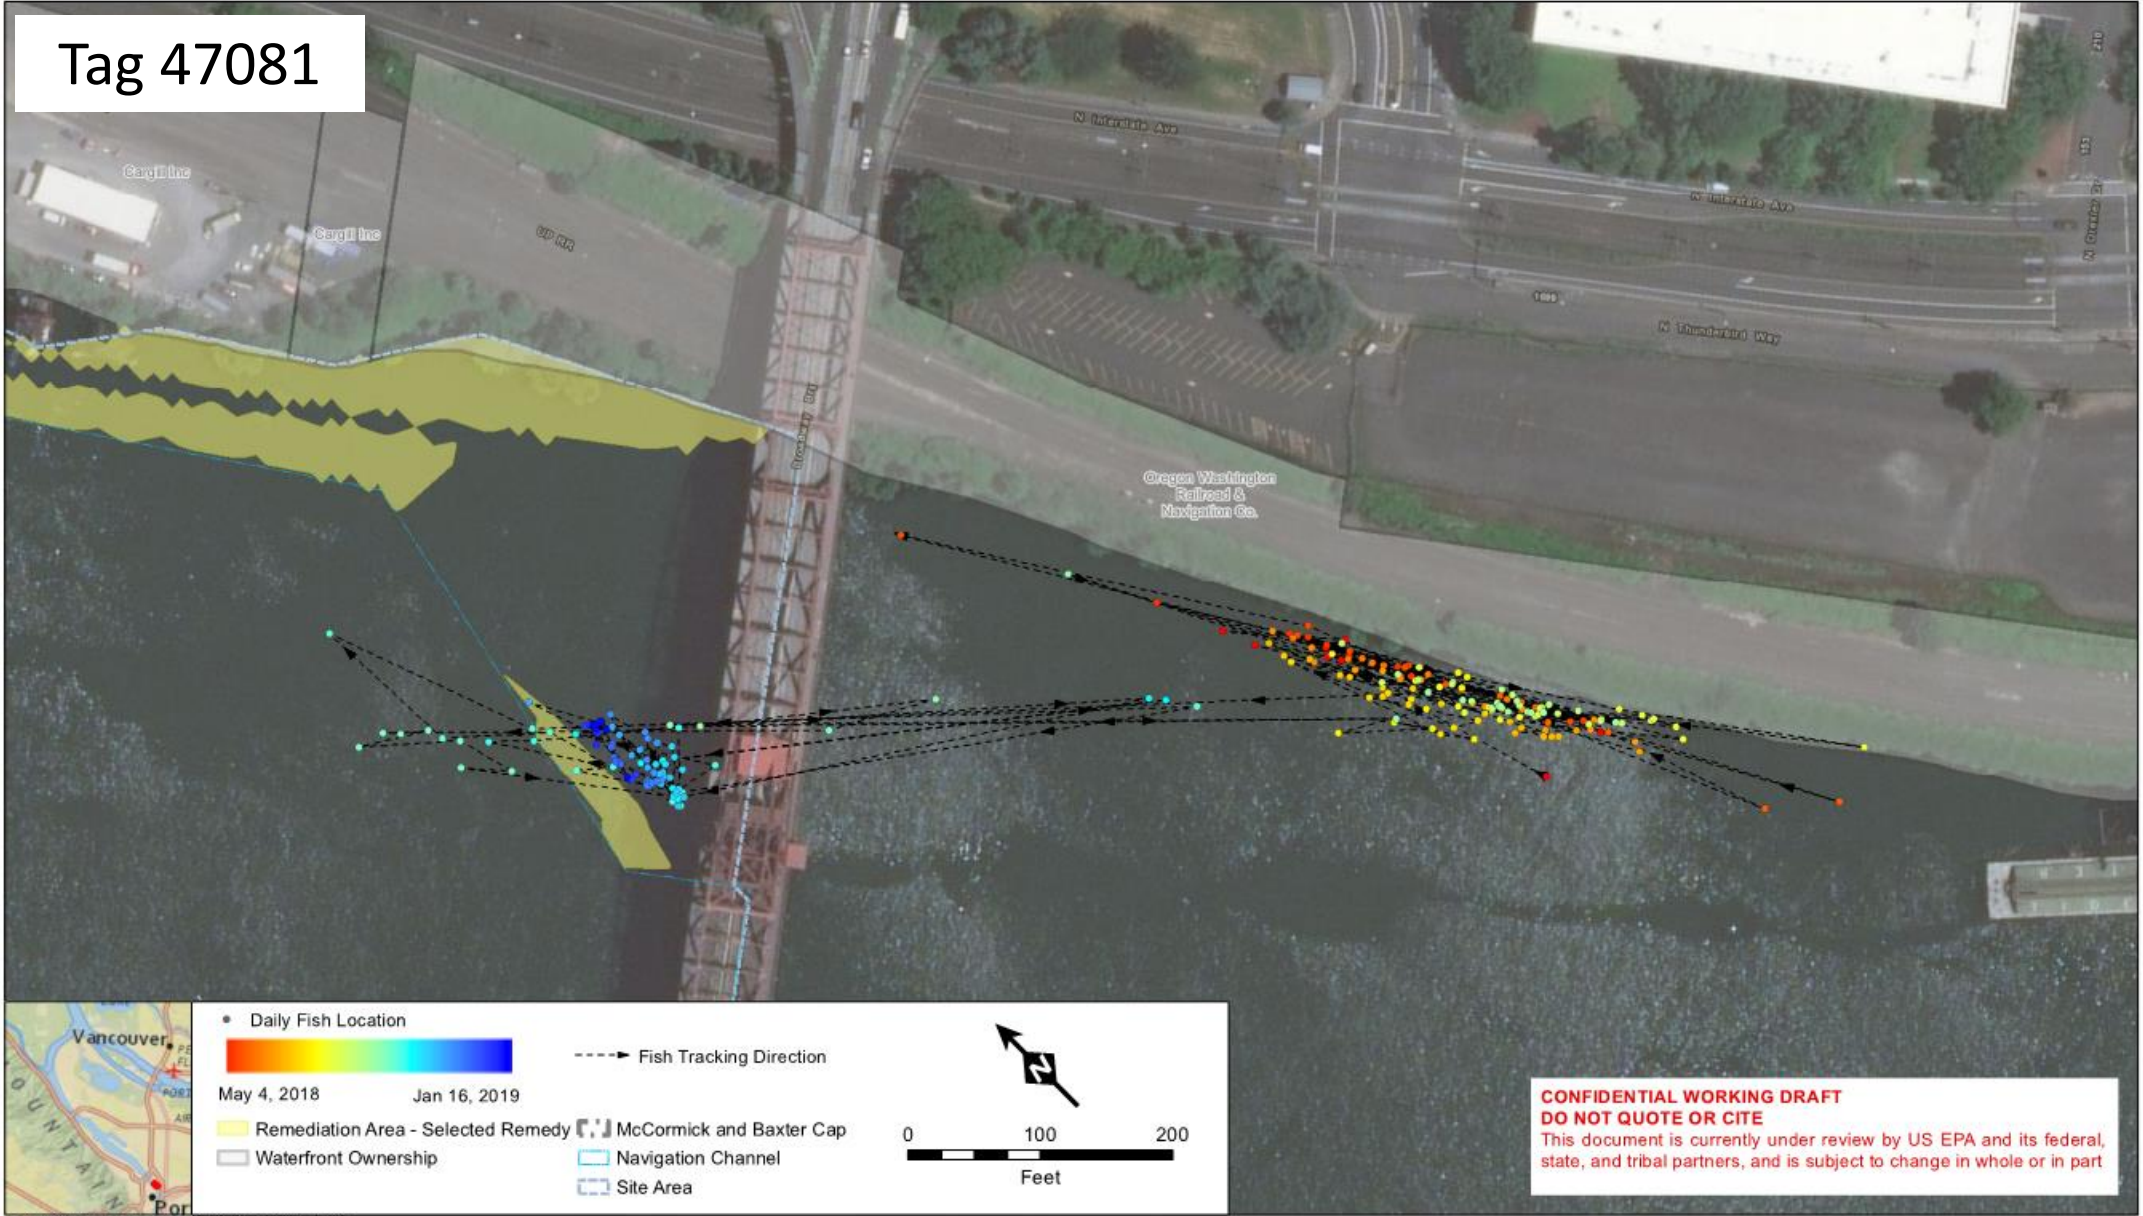 Tag 47081
N Interstate Ave
Cargill Inc
Cargill Inc
UP RR
N Interstate Ave
N Thunderbird Way
Oregon Washington
Railroad &
Navigation Co.
Vancouver
PORT
AIR
OUNTAIN
Por
Daily Fish Location
May 4, 2018
Jan 16, 2019
Fish Tracking Direction
Remediation Area - Selected Remedy
McCormick and Baxter Cap
Waterfront Ownership
Navigation Channel
Site Area
N
0 100 200
Feet
CONFIDENTIAL WORKING DRAFT
DO NOT QUOTE OR CITE
This document is currently under review by US EPA and its federal,
state, and tribal partners, and is subject to change in whole or in part